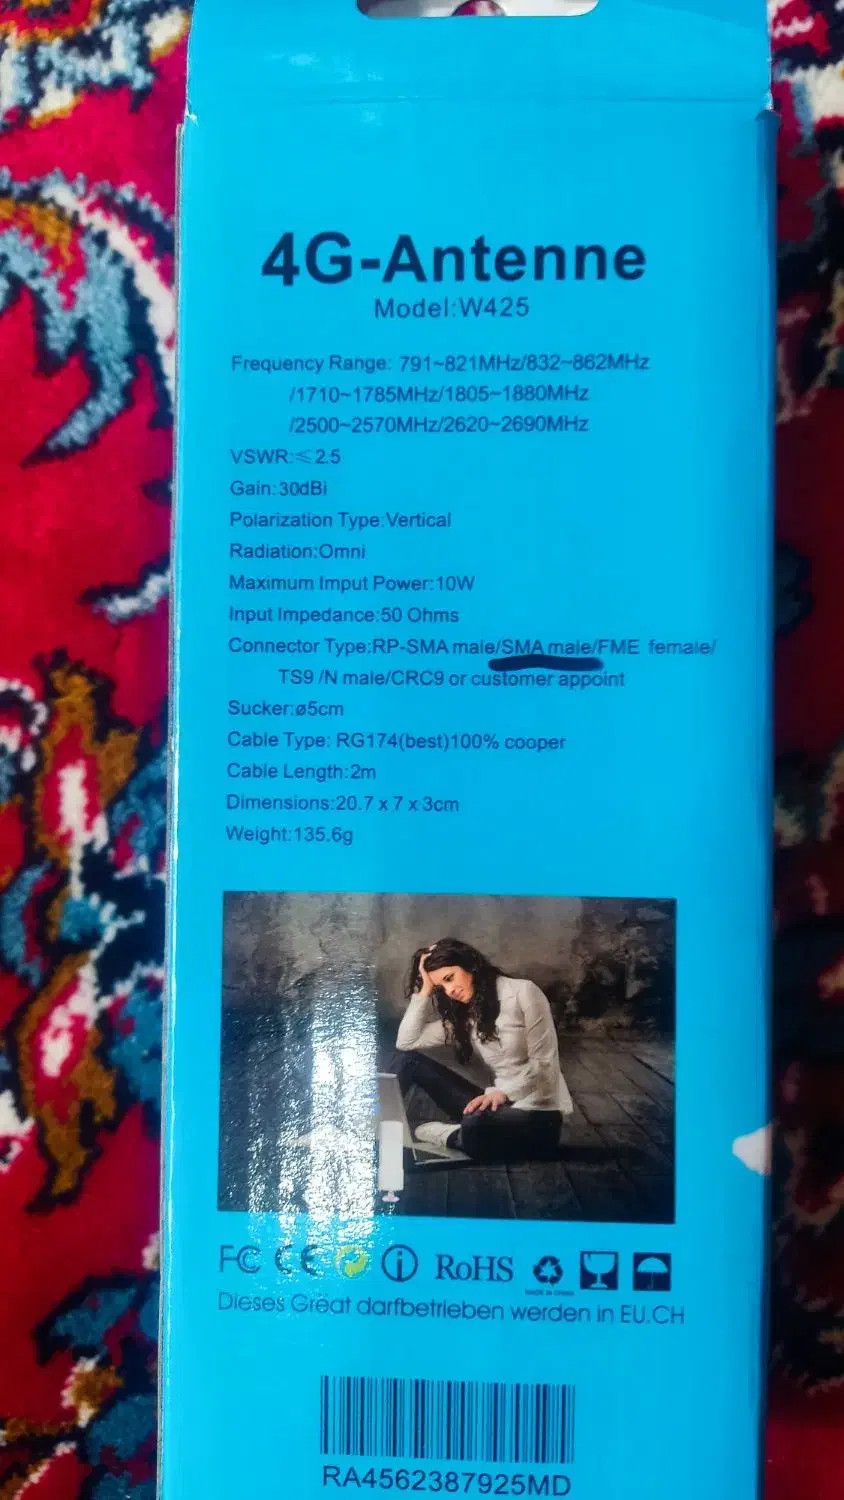 4G-Antenne
Model:W425
Frequency Range: 791~821MHz/832~862MHz
/1710~1785MHz/1805~1880MHz
/2500~2570MHz/2620~2690MHz
VSWR:≤2.5
Gain:30dBi
Polarization Type:Vertical
Radiation:Omni
Maximum Imput Power:10W
Input Impedance:50 Ohms
Connector Type:RP-SMA male/SMA male/FME female/
TS9 /N male/CRC9 or customer appoint
Sucker:ø5cm
Cable Type: RG174(best)100% cooper
Cable Length:2m
Dimensions:20.7 x 7 x 3cm
Weight:135.6g
FC CE i RoHS
MADE IN CHINA
Dieses Great darfbetrieben werden in EU.CH
RA4562387925MD